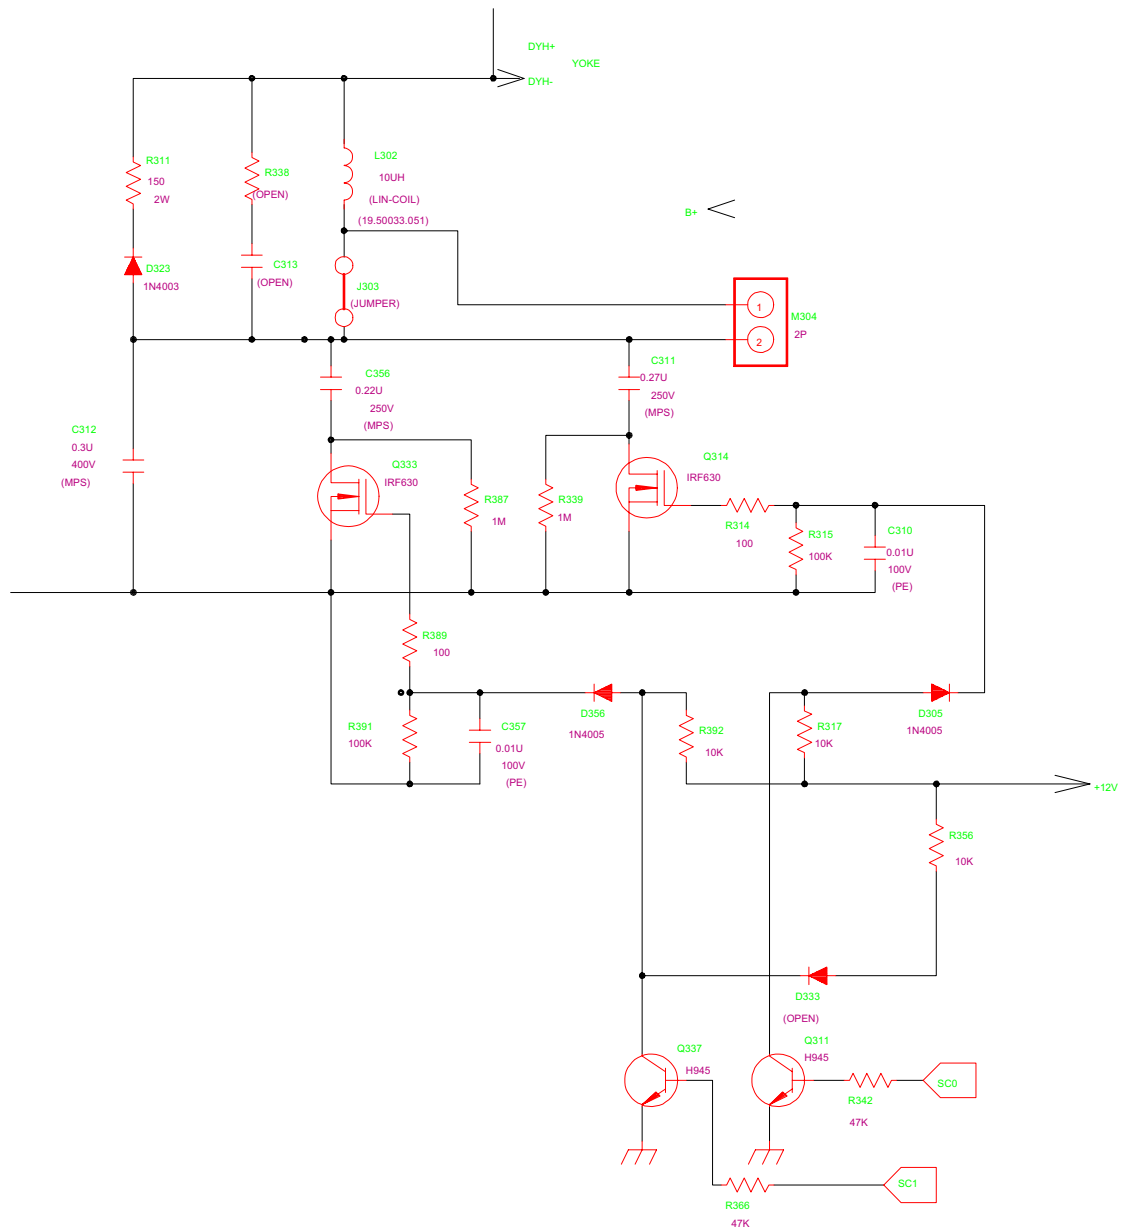 DYH+
YOKE
DYH-
R311
150
2W
R338
(OPEN)
L302
10UH
(LIN-COIL)
(19.50033.051)
B+
D323
1N4003
C313
(OPEN)
J303
(JUMPER)
1
M304
2P
2
C356
0.22U
250V
(MPS)
C311
0.27U
250V
(MPS)
C312
0.3U
400V
(MPS)
Q333
IRF630
Q314
IRF630
R387
1M
R339
1M
R314
100
R315
100K
C310
0.01U
100V
(PE)
R389
100
R391
100K
C357
0.01U
100V
(PE)
D356
1N4005
R392
10K
R317
10K
D305
1N4005
+12V
R356
10K
D333
(OPEN)
Q337
H945
Q311
H945
R342
47K
SC0
R366
47K
SC1